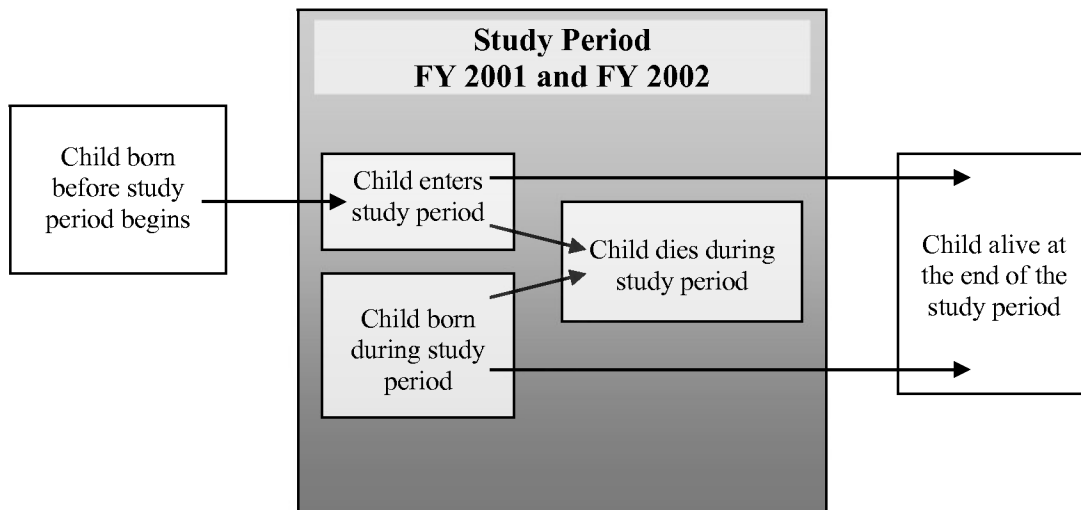 Study Period
FY 2001 and FY 2002
Child born
before study
period begins
Child enters
study period
Child dies during
study period
Child born
during study
period
Child alive at
the end of the
study period